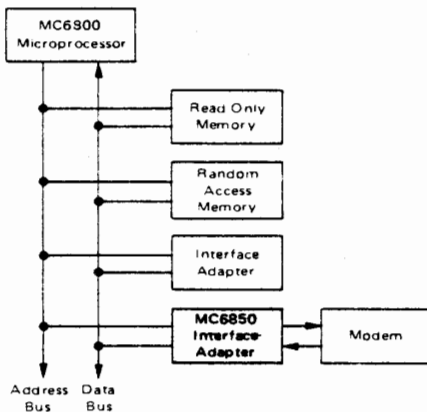 MC6800
Microprocessor
Read Only
Memory
Random
Access
Memory
Interface
Adapter
MC6850
Interface
Adapter
Modem
Address
Bus
Data
Bus